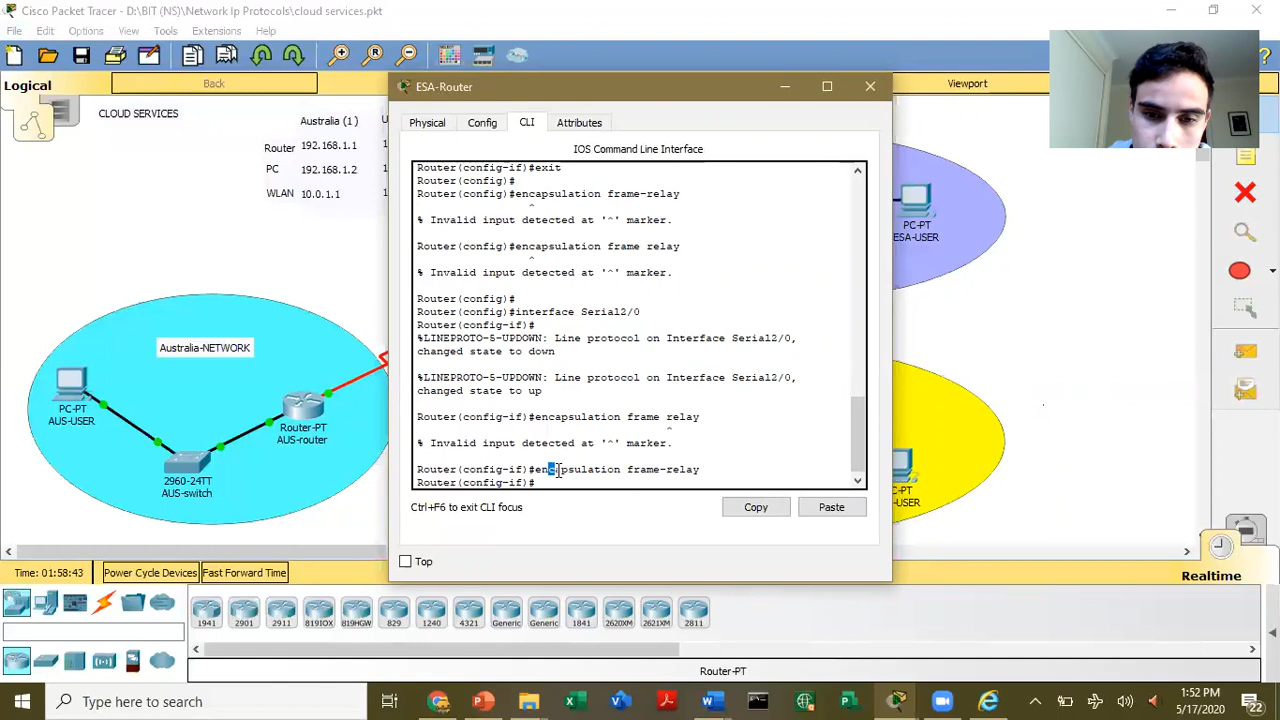 Cisco Packet Tracer - D:\BIT (NS)\Network Ip Protocols\cloud services.pkt
File Edit Options View Tools Extensions Help
Logical
Back
Viewport
CLOUD SERVICES
Australia (1)
Router 192.168.1.1
PC 192.168.1.2
WLAN 10.0.1.1
ESA-Router
Physical Config CLI Attributes
IOS Command Line Interface
Router(config-if)#exit
Router(config)#
Router(config)#encapsulation frame-relay
^
% Invalid input detected at '^' marker.
Router(config)#encapsulation frame relay
^
% Invalid input detected at '^' marker.
Router(config)#
Router(config)#interface Serial2/0
Router(config-if)#
%LINEPROTO-5-UPDOWN: Line protocol on Interface Serial2/0,
changed state to down
%LINEPROTO-5-UPDOWN: Line protocol on Interface Serial2/0,
changed state to up
Router(config-if)#encapsulation frame relay
^
% Invalid input detected at '^' marker.
Router(config-if)#encapsulation frame-relay
Router(config-if)#
Ctrl+F6 to exit CLI focus
Copy
Paste
Top
Australia-NETWORK
PC-PT
AUS-USER
Router-PT
AUS-router
2960-24TT
AUS-switch
PC-PT
ESA-USER
Time: 01:58:43
Power Cycle Devices
Fast Forward Time
Realtime
1941 2901 2911 819IOX 819HGW 829 1240 4321 Generic Generic 1841 2620XM 2621XM 2811
Router-PT
Type here to search
1:52 PM
5/17/2020
22